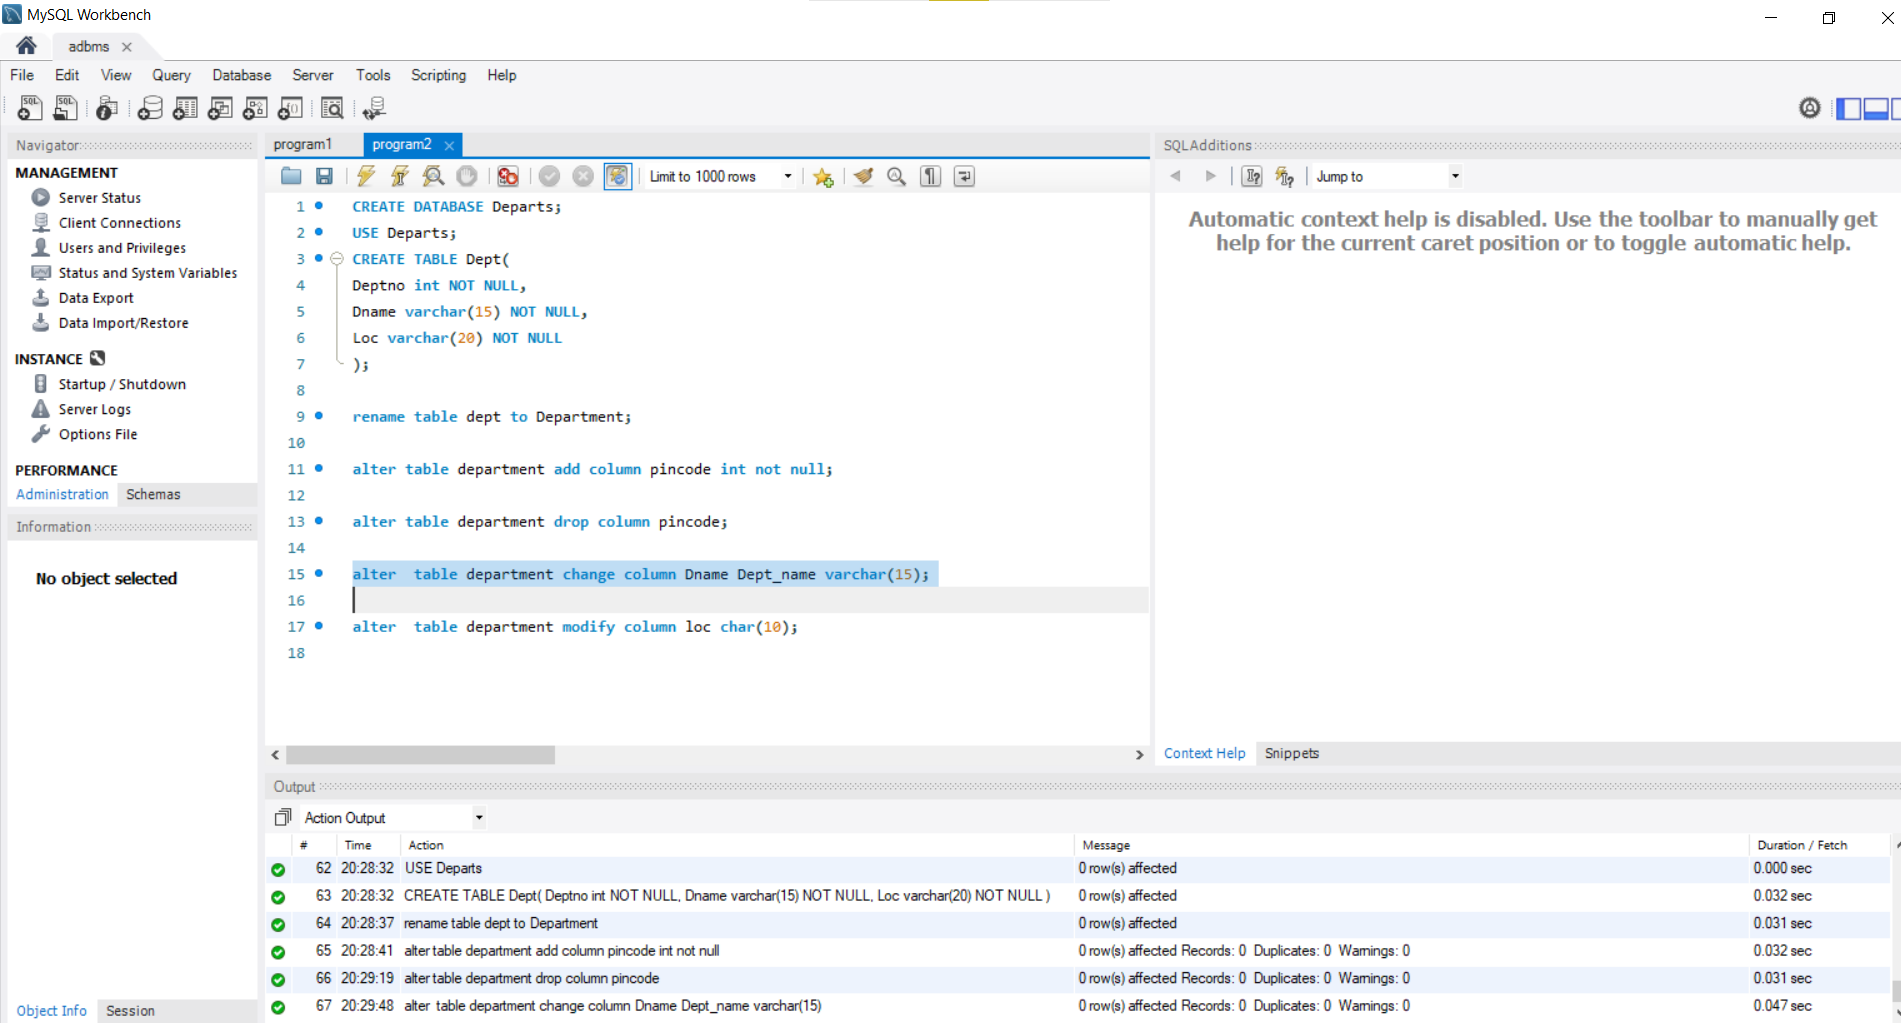 MySQL Workbench
adbms
File Edit View Query Database Server Tools Scripting Help
Navigator
MANAGEMENT
Server Status
Client Connections
Users and Privileges
Status and System Variables
Data Export
Data Import/Restore
INSTANCE
Startup / Shutdown
Server Logs
Options File
PERFORMANCE
Administration Schemas
Information
No object selected
Object Info Session
program1 program2
Limit to 1000 rows
1 CREATE DATABASE Departs;
2 USE Departs;
3 CREATE TABLE Dept(
4 Deptno int NOT NULL,
5 Dname varchar(15) NOT NULL,
6 Loc varchar(20) NOT NULL
7 );
8
9 rename table dept to Department;
10
11 alter table department add column pincode int not null;
12
13 alter table department drop column pincode;
14
15 alter  table department change column Dname Dept_name varchar(15);
16
17 alter  table department modify column loc char(10);
18
SQLAdditions
Jump to
Automatic context help is disabled. Use the toolbar to manually get
help for the current caret position or to toggle automatic help.
Context Help Snippets
Output
Action Output
# Time Action Message Duration / Fetch
62 20:28:32 USE Departs 0 row(s) affected 0.000 sec
63 20:28:32 CREATE TABLE Dept( Deptno int NOT NULL, Dname varchar(15) NOT NULL, Loc varchar(20) NOT NULL ) 0 row(s) affected 0.032 sec
64 20:28:37 rename table dept to Department 0 row(s) affected 0.031 sec
65 20:28:41 alter table department add column pincode int not null 0 row(s) affected Records: 0  Duplicates: 0  Warnings: 0 0.032 sec
66 20:29:19 alter table department drop column pincode 0 row(s) affected Records: 0  Duplicates: 0  Warnings: 0 0.031 sec
67 20:29:48 alter  table department change column Dname Dept_name varchar(15) 0 row(s) affected Records: 0  Duplicates: 0  Warnings: 0 0.047 sec